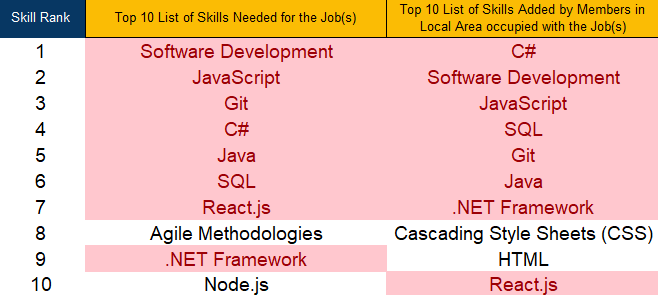 Skill Rank Top 10 List of Skills Needed for the Job(s) Top 10 List of Skills Added by Members in
Local Area occupied with the Job(s)
1 Software Development C#
2 JavaScript Software Development
3 Git JavaScript
4 C# SQL
5 Java Git
6 SQL Java
7 React.js .NET Framework
8 Agile Methodologies Cascading Style Sheets (CSS)
9 .NET Framework HTML
10 Node.js React.js